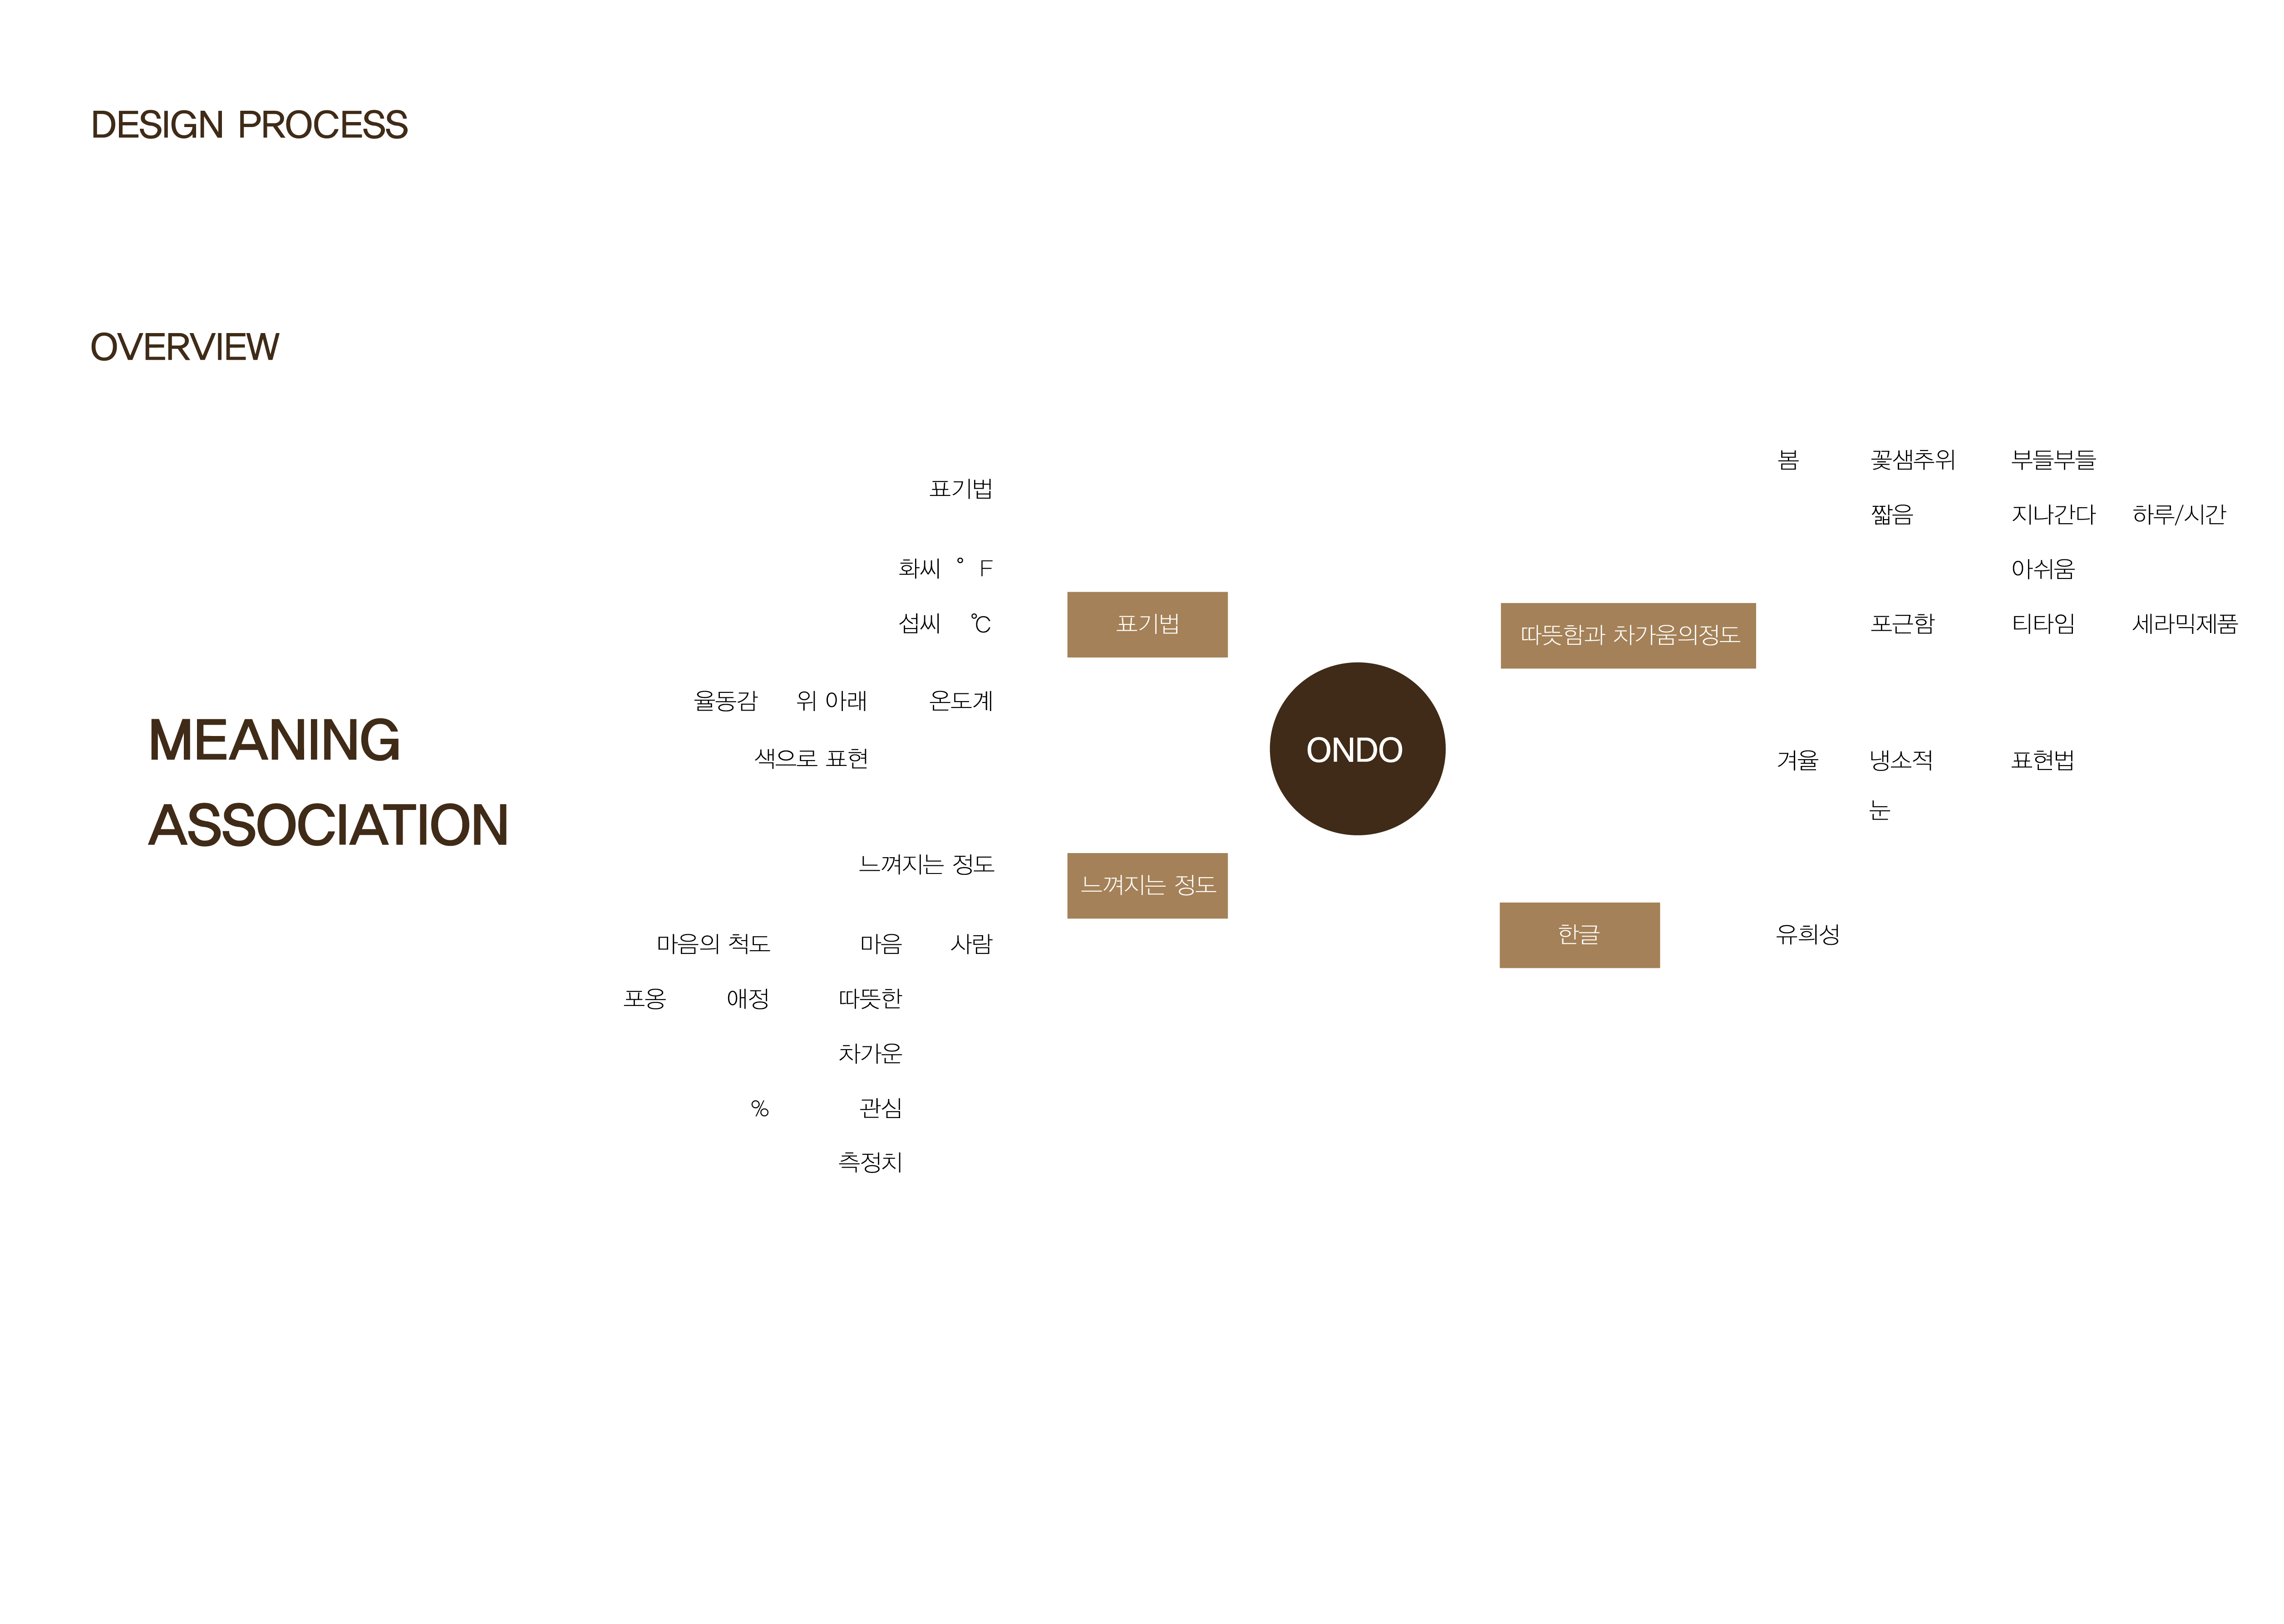 DESIGN PROCESS
OVERVIEW
MEANING
ASSOCIATION
표기법
화씨 ° F
섭씨 ℃
율동감 위 아래 온도계
색으로 표현
표기법
느껴지는 정도
마음의 척도 마음 사람
포옹 애정 따뜻한
차가운
% 관심
측정치
느껴지는 정도
ONDO
따뜻함과 차가움의정도
봄 꽃샘추위 부들부들
짧음 지나간다 하루/시간
아쉬움
포근함 티타임 세라믹제품
겨율 냉소적 표현법
눈
한글
유희성